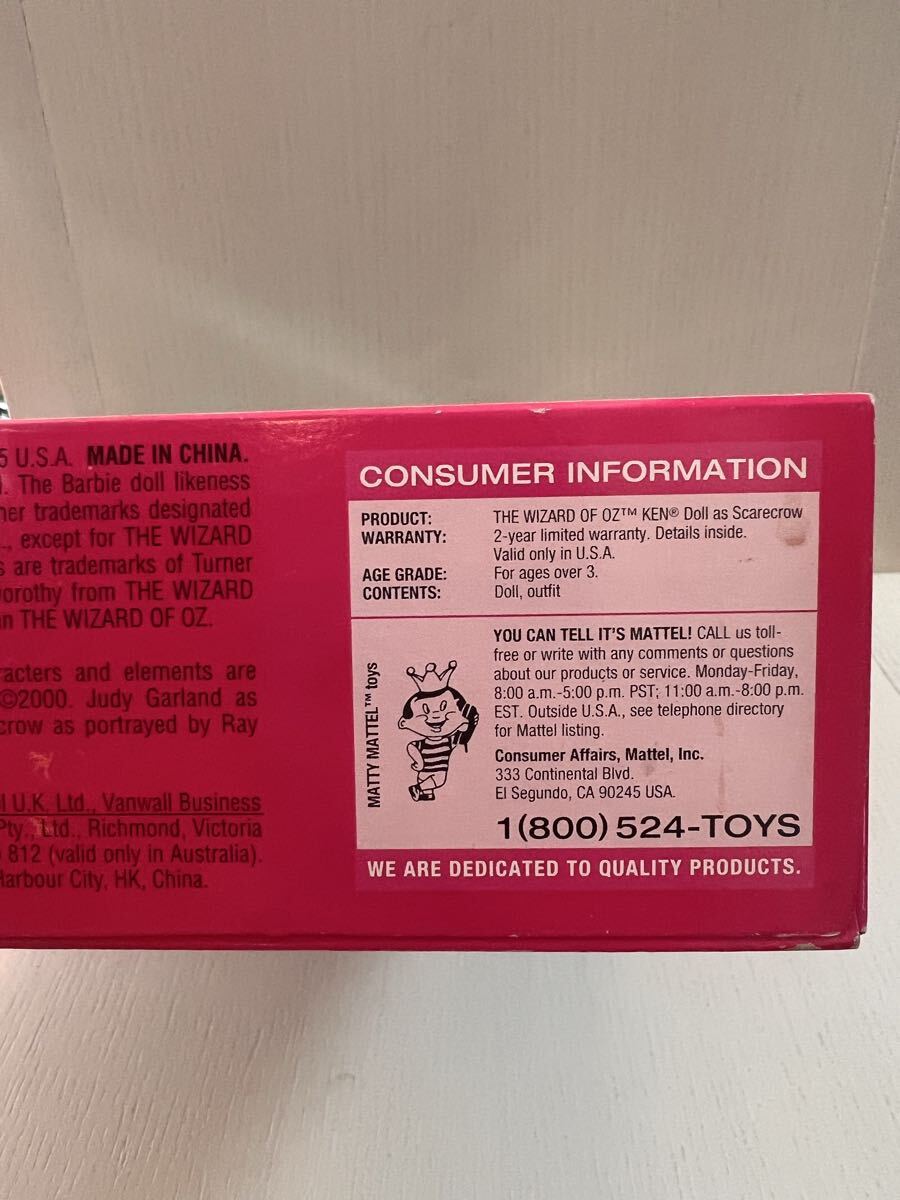 5 U.S.A. MADE IN CHINA.
. The Barbie doll likeness
her trademarks designated
., except for THE WIZARD
s are trademarks of Turner
orothy from THE WIZARD
n THE WIZARD OF OZ.
racters and elements are
©2000. Judy Garland as
crow as portrayed by Ray
U.K. Ltd., Vanwall Business
Pty., Ltd., Richmond, Victoria
812 (valid only in Australia).
Harbour City, HK, China.
CONSUMER INFORMATION
PRODUCT: THE WIZARD OF OZ™ KEN® Doll as Scarecrow
WARRANTY: 2-year limited warranty. Details inside.
Valid only in U.S.A.
AGE GRADE: For ages over 3.
CONTENTS: Doll, outfit
MATTY MATTEL™ toys
YOU CAN TELL IT'S MATTEL! CALL us toll-
free or write with any comments or questions
about our products or service. Monday-Friday,
8:00 a.m.-5:00 p.m. PST; 11:00 a.m.-8:00 p.m.
EST. Outside U.S.A., see telephone directory
for Mattel listing.
Consumer Affairs, Mattel, Inc.
333 Continental Blvd.
El Segundo, CA 90245 USA.
1(800) 524-TOYS
WE ARE DEDICATED TO QUALITY PRODUCTS.